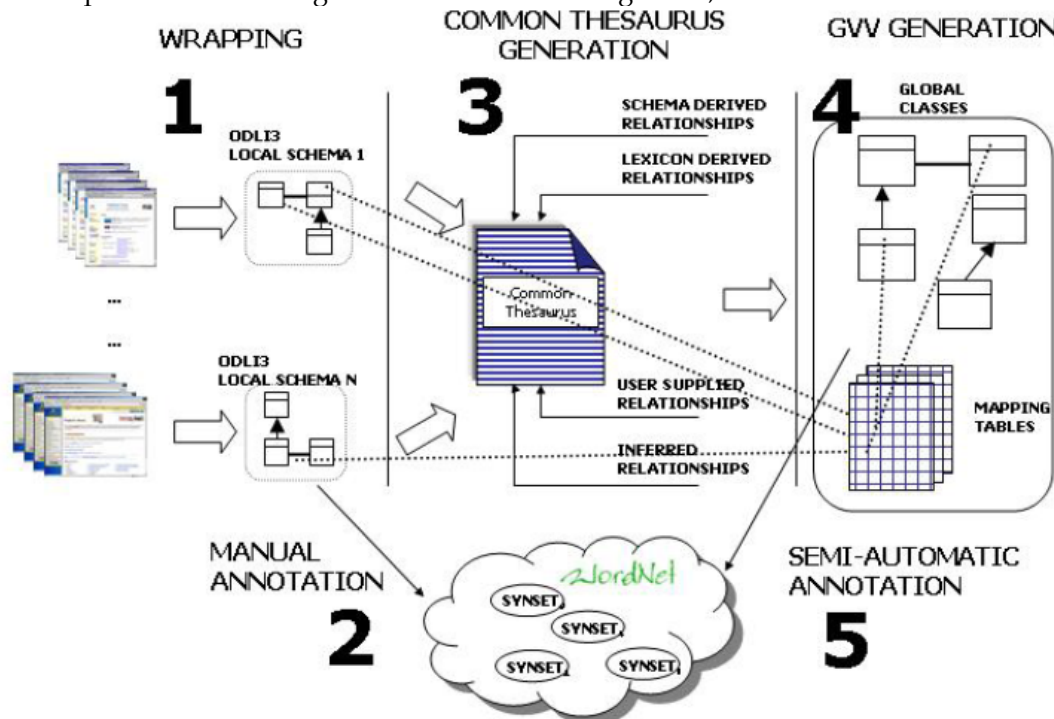 WRAPPING
1
COMMON THESAURUS
GENERATION
3
GVV GENERATION
4
GLOBAL
CLASSES
SCHEMA DERIVED
RELATIONSHIPS
LEXICON DERIVED
RELATIONSHIPS
ODLI3
LOCAL SCHEMA 1
Common
Thesaurus
...
...
ODLI3
LOCAL SCHEMA N
USER SUPPLIED
RELATIONSHIPS
INFERRED
RELATIONSHIPS
MAPPING
TABLES
MANUAL
ANNOTATION
2
WordNet
SYNSET
SYNSET
SYNSET
SYNSET
SEMI-AUTOMATIC
ANNOTATION
5